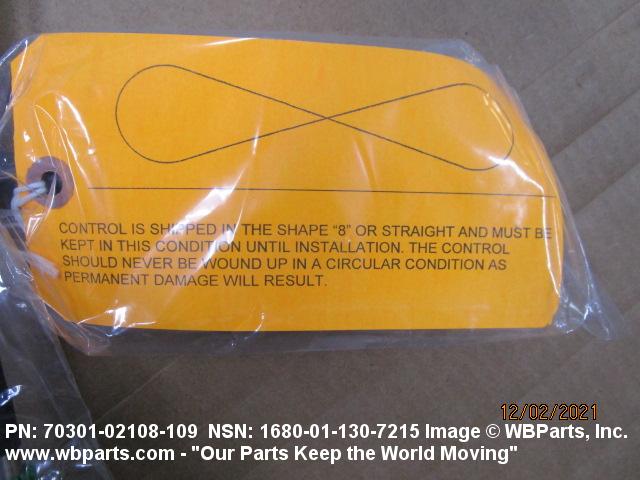 CONTROL IS SHIPPED IN THE SHAPE "8" OR STRAIGHT AND MUST BE
KEPT IN THIS CONDITION UNTIL INSTALLATION. THE CONTROL
SHOULD NEVER BE WOUND UP IN A CIRCULAR CONDITION AS
PERMANENT DAMAGE WILL RESULT.
12/02/2021
PN: 70301-02108-109 NSN: 1680-01-130-7215 Image © WBParts, Inc.
www.wbparts.com - "Our Parts Keep the World Moving"